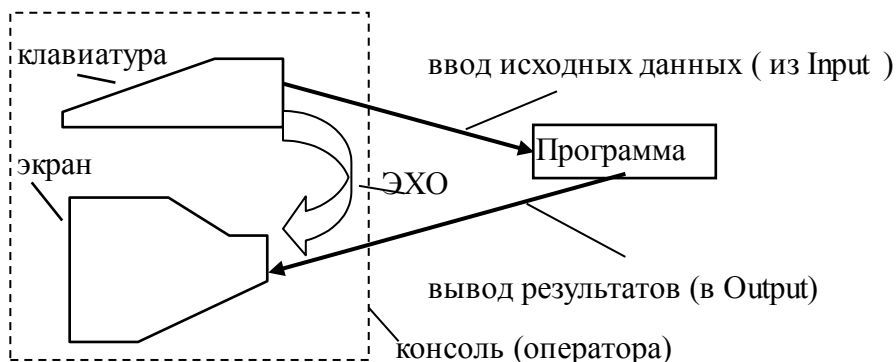 клавиатура
ввод исходных данных ( из Input )
Программа
экран
ЭХО
вывод результатов (в Output)
консоль (оператора)